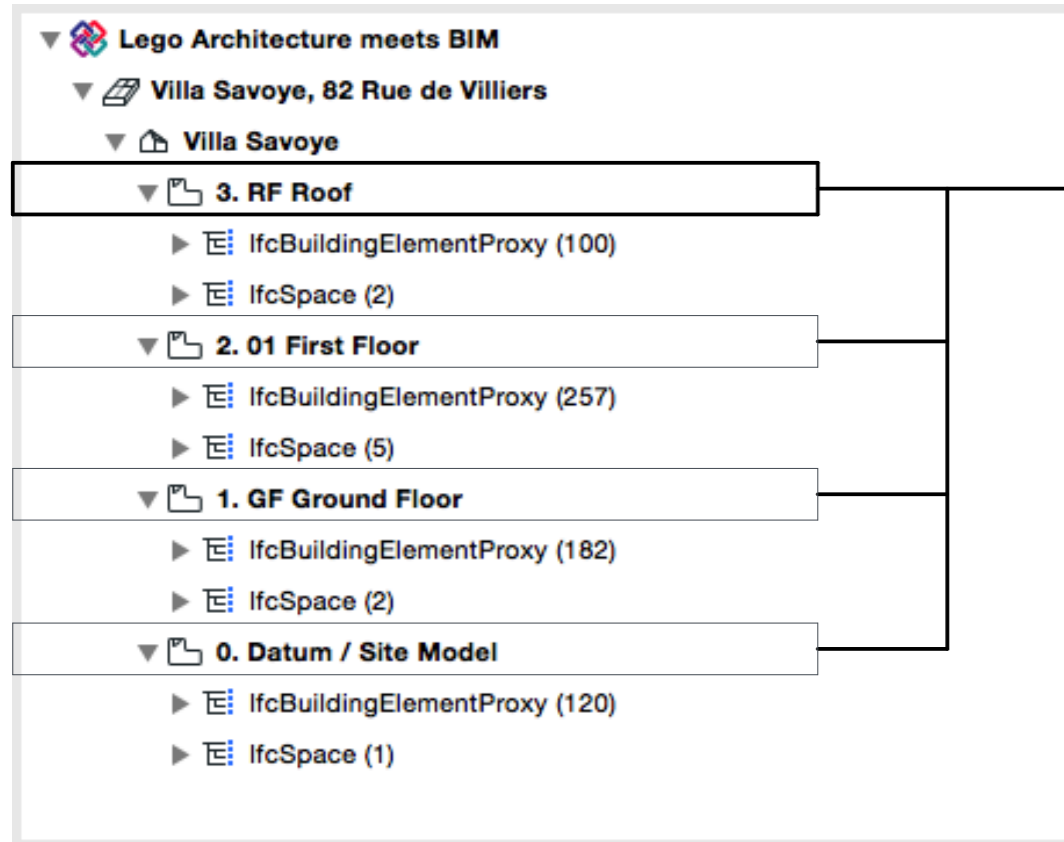 Lego Architecture meets BIM
Villa Savoye, 82 Rue de Villiers
Villa Savoye
3. RF Roof
IfcBuildingElementProxy (100)
IfcSpace (2)
2. 01 First Floor
IfcBuildingElementProxy (257)
IfcSpace (5)
1. GF Ground Floor
IfcBuildingElementProxy (182)
IfcSpace (2)
0. Datum / Site Model
IfcBuildingElementProxy (120)
IfcSpace (1)